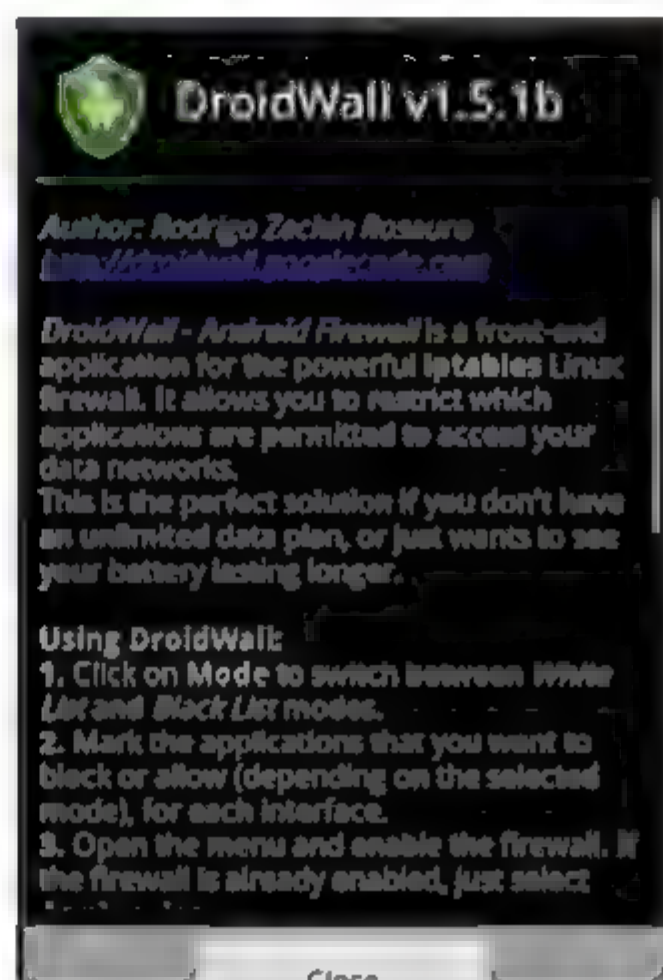 DroidWall v1.5.1b
Author: Rodrigo Zechin Rosauro
http://droidwall.googlecode.com/
DroidWall - Android Firewall is a front-end
application for the powerful iptables Linux
firewall. It allows you to restrict which
applications are permitted to access your
data networks.
This is the perfect solution if you don't have
an unlimited data plan, or just wants to see
your battery lasting longer.
Using DroidWall:
1. Click on Mode to switch between White
List and Black List modes.
2. Mark the applications that you want to
block or allow (depending on the selected
mode), for each interface.
3. Open the menu and enable the firewall. If
the firewall is already enabled, just select
Close